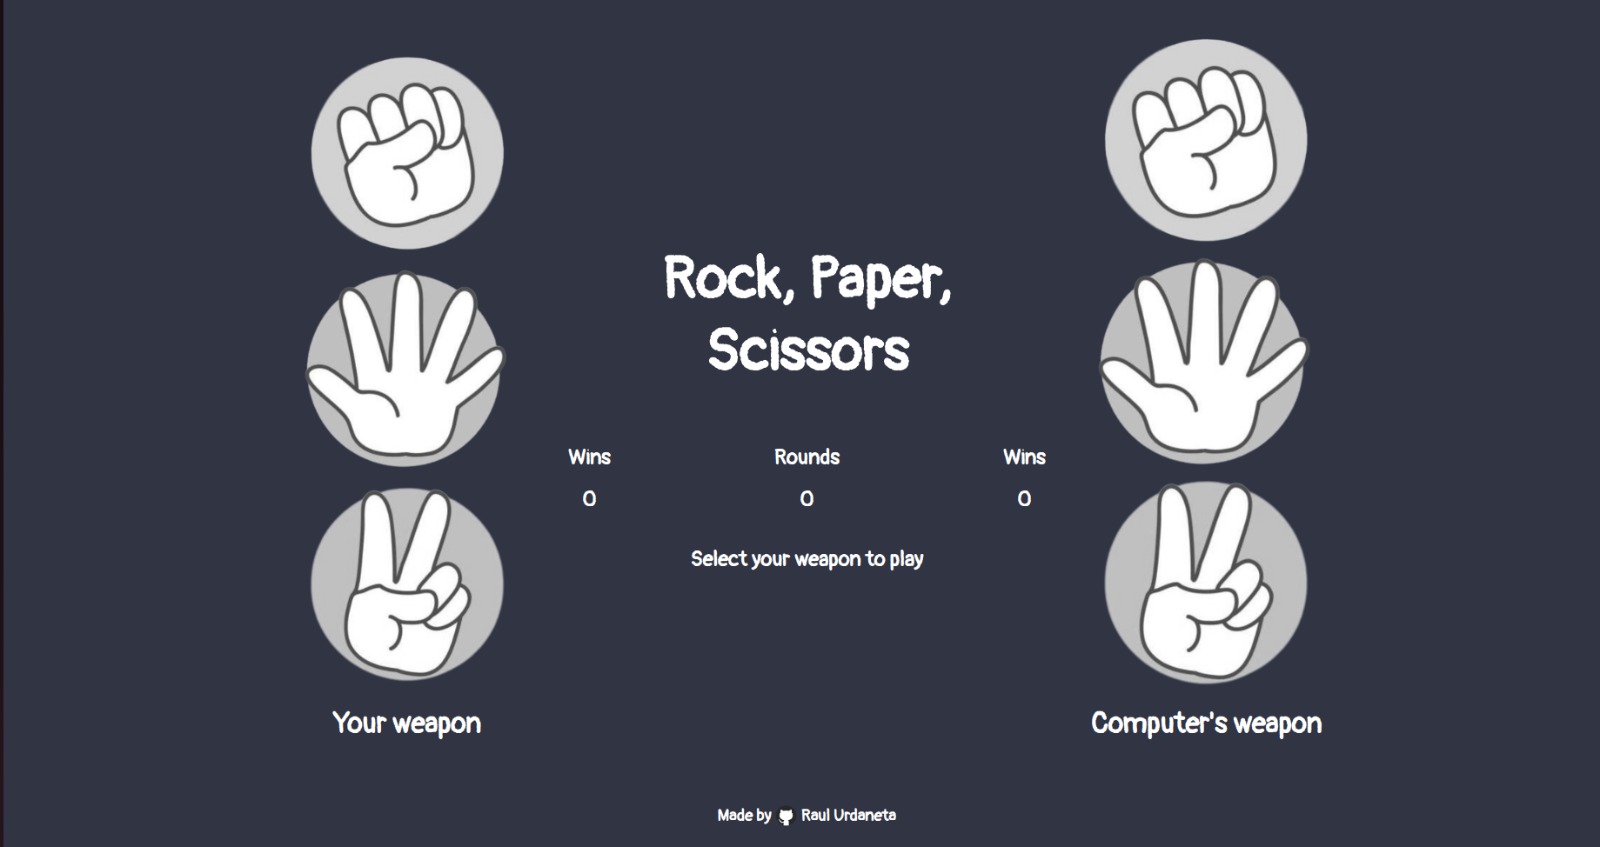 Rock, Paper,
Scissors
Wins
Rounds
Wins
0
0
0
Select your weapon to play
Your weapon
Computer's weapon
Made by Raul Urdaneta